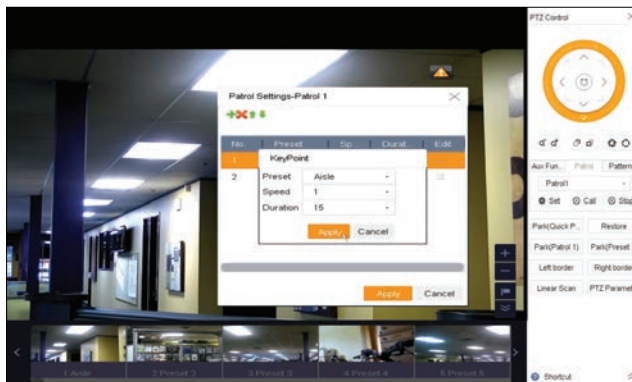 PTZ Control
Patrol Settings-Patrol 1
No. Preset Sp... Durat... Edit
1
KeyPoint
2
Preset Aisle
Speed 1
Duration 15
Apply Cancel
Apply Cancel
Aux Fun... Patrol Pattern
Patrol1
Set Call Stop
Park(Quick P... Restore
Park(Patrol 1) Park(Preset
Left border Right border
Linear Scan PTZ Paramet
1 Aisle 2 Preset 2 3 Preset 3 4 Preset 4 5 Preset 5
Shortcut